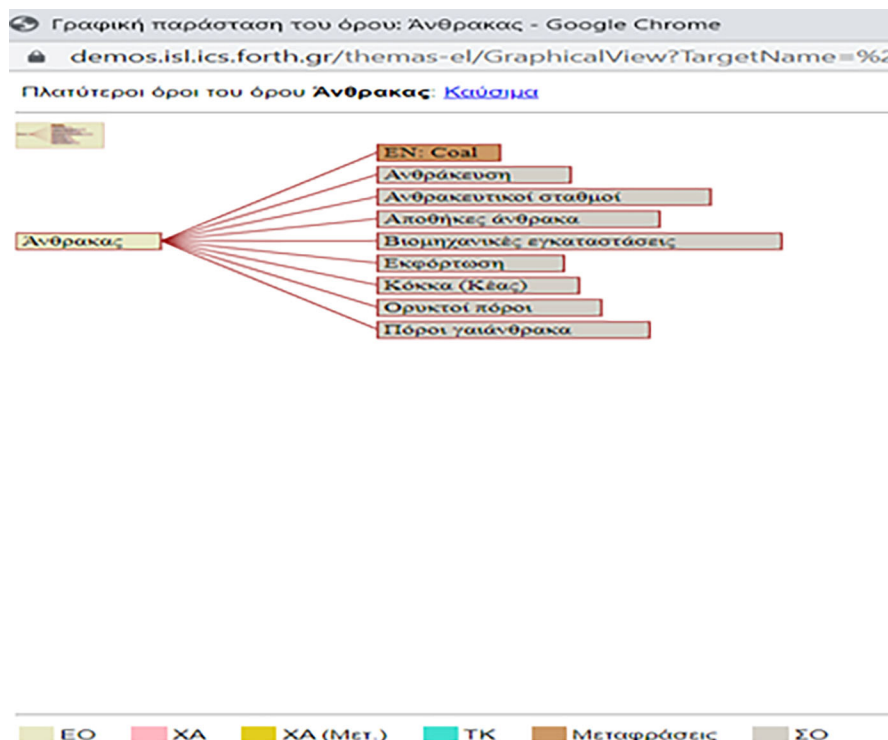 Γραφική παράσταση του όρου: Άνθρακας - Google Chrome
demos.isl.ics.forth.gr/themas-el/GraphicalView?TargetName=%2
Πλατύτεροι όροι του όρου Άνθρακας: Καύσιμα
EN: Coal
Ανθράκευση
Ανθρακευτικοί σταθμοί
Αποθήκες άνθρακα
Άνθρακας
Βιομηχανικές εγκαταστάσεις
Εκφόρτωση
Κόκκα (Κέας)
Ορυκτοί πόροι
Πόροι γαιάνθρακα
ΕΟ ΧΑ ΧΑ (Μετ.) ΤΚ Μεταφράσεις ΣΟ